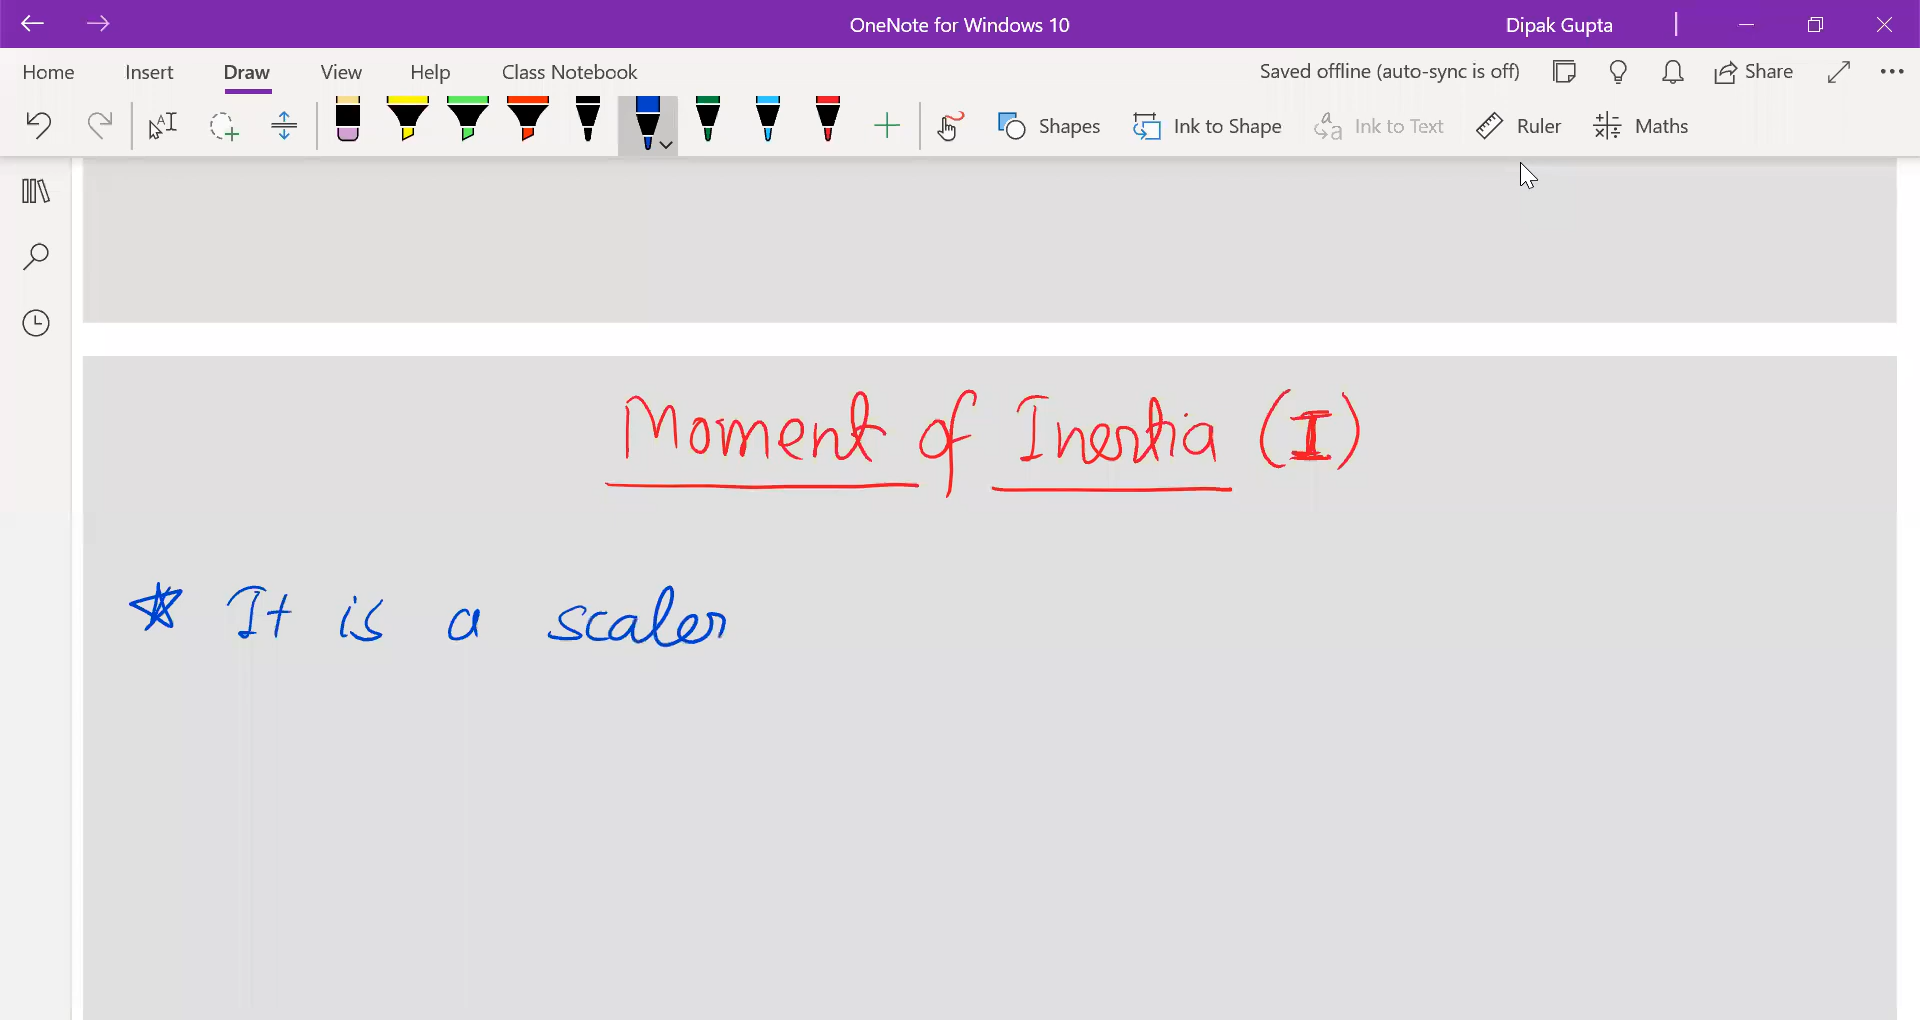 OneNote for Windows 10
Dipak Gupta
Home Insert Draw View Help Class Notebook
Saved offline (auto-sync is off) Share
Shapes Ink to Shape Ink to Text Ruler Maths
Moment of Inertia (I)
It is a scaler